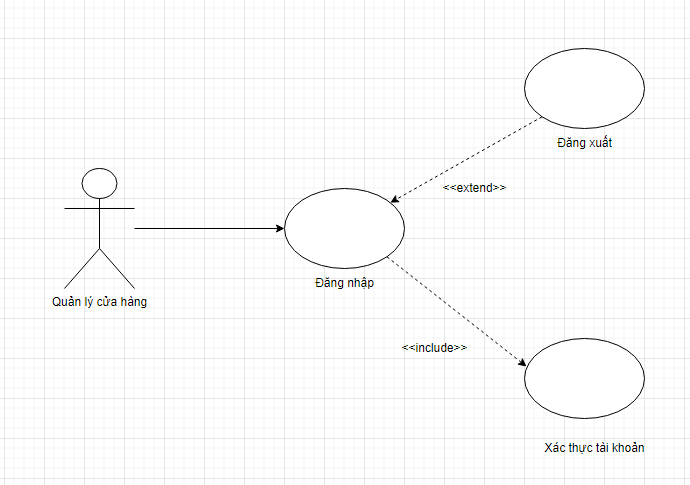 Đăng xuất
<<extend>>
Đăng nhập
Quản lý cửa hàng
<<include>>
Xác thực tài khoản